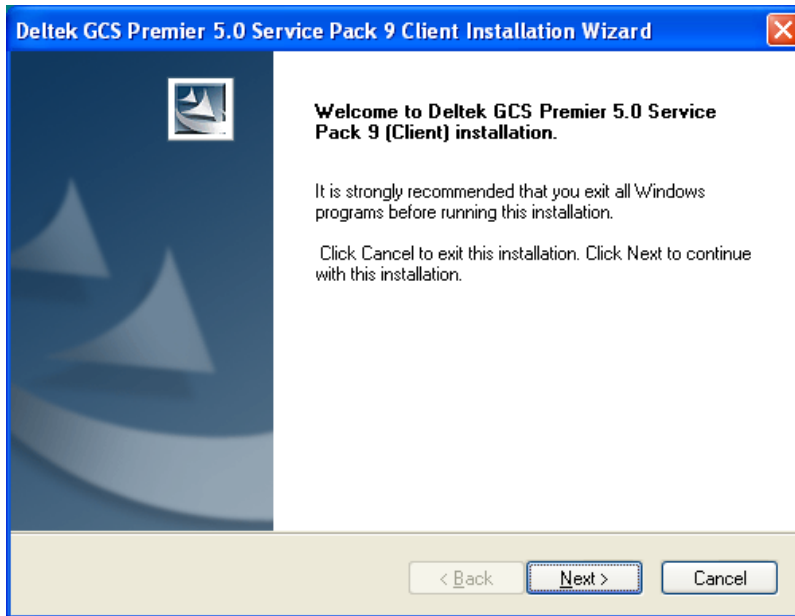 Deltek GCS Premier 5.0 Service Pack 9 Client Installation Wizard
Welcome to Deltek GCS Premier 5.0 Service
Pack 9 (Client) installation.
It is strongly recommended that you exit all Windows
programs before running this installation.
Click Cancel to exit this installation. Click Next to continue
with this installation.
< Back Next > Cancel